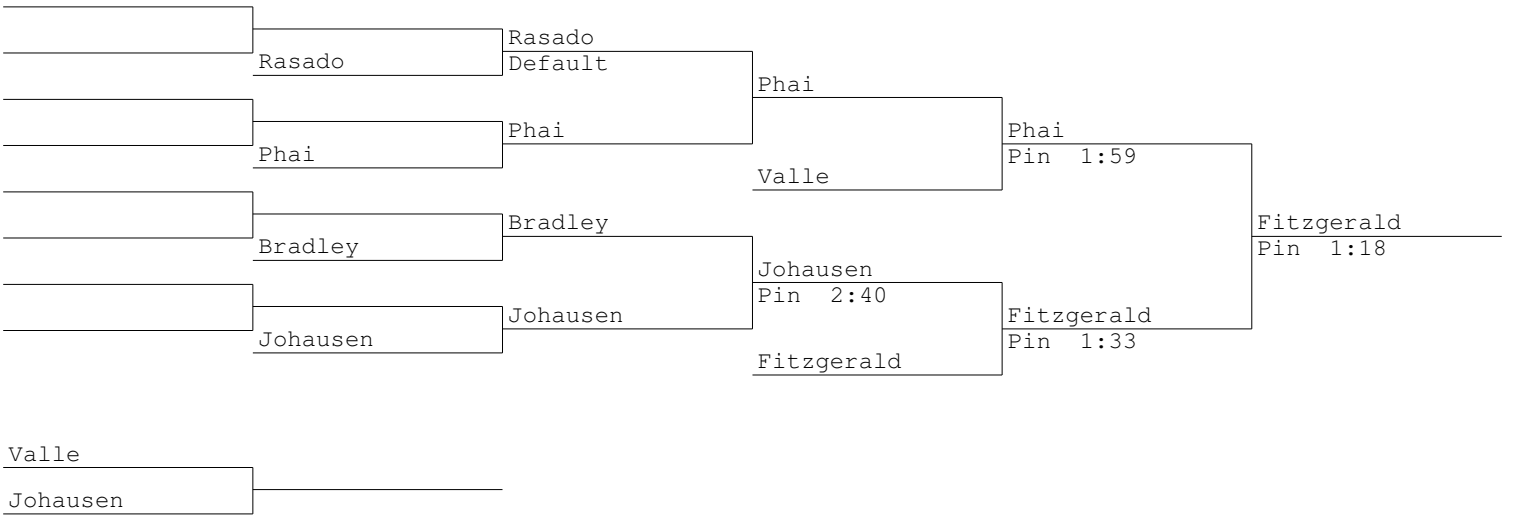 Rasado
Rasado
Default
Phai
Phai
Phai
Phai
Pin 1:59
Valle
Bradley
Bradley
Fitzgerald
Pin 1:18
Johausen
Pin 2:40
Johausen
Fitzgerald
Johausen
Pin 1:33
Fitzgerald
Valle
Johausen